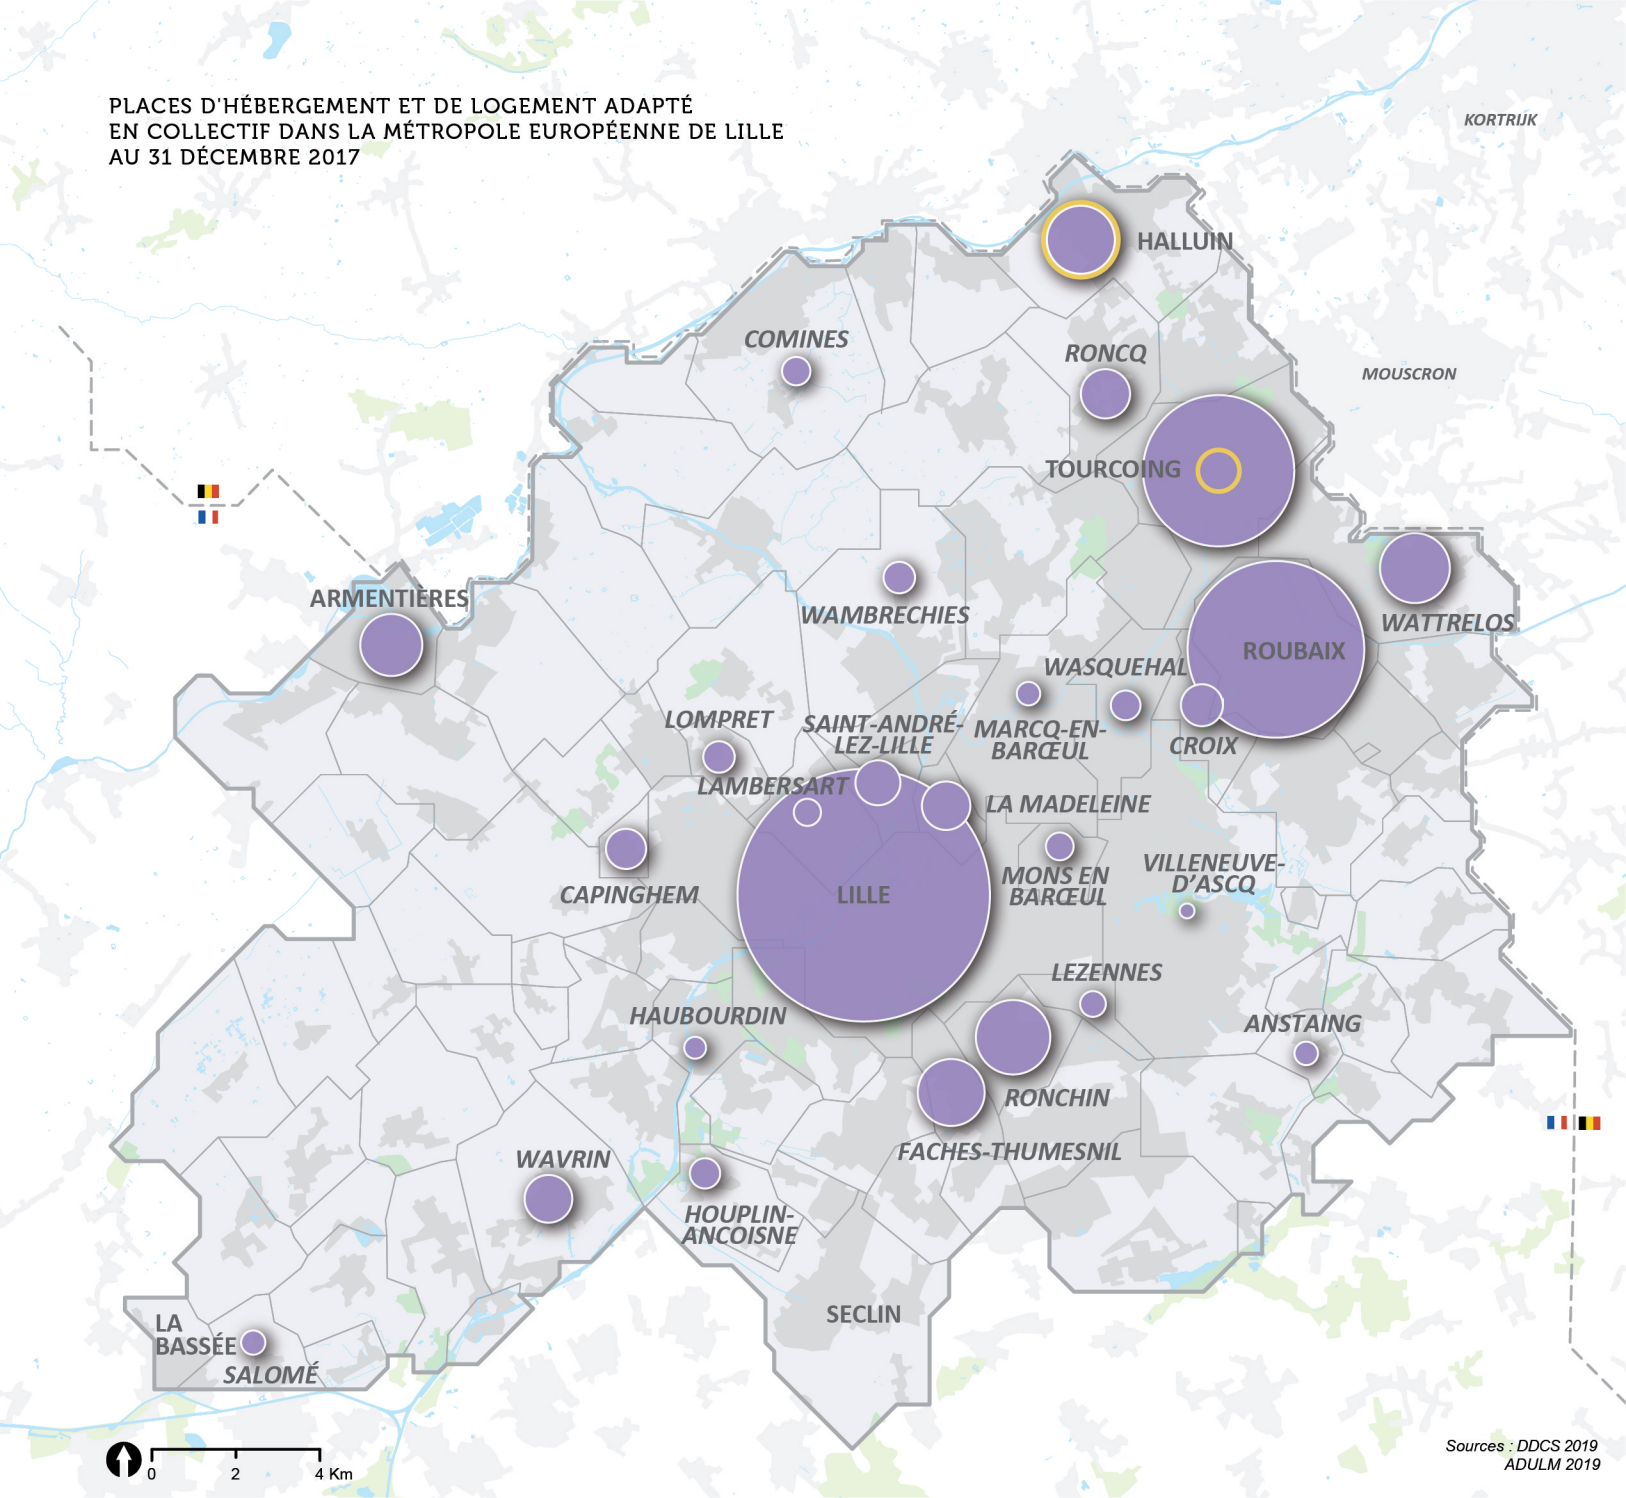 PLACES D'HÉBERGEMENT ET DE LOGEMENT ADAPTÉ
EN COLLECTIF DANS LA MÉTROPOLE EUROPÉENNE DE LILLE
AU 31 DÉCEMBRE 2017
KORTRIJK
HALLUIN
COMINES
RONCQ
MOUSCRON
TOURCOING
ARMENTIÈRES
WAMBRECHIES
WATTRELOS
ROUBAIX
WASQUEHAL
LOMPRET
SAINT-ANDRÉ-
LEZ-LILLE
MARCQ-EN-
BARŒUL
CROIX
LAMBERSART
LA MADELEINE
CAPINGHEM
LILLE
MONS EN
BARŒUL
VILLENEUVE-
D'ASCQ
LEZENNES
HAUBOURDIN
ANSTAING
RONCHIN
FACHES-THUMESNIL
WAVRIN
HOUPLIN-
ANCOISNE
SECLIN
LA
BASSÉE
SALOMÉ
0 2 4 Km
Sources : DDCS 2019
ADULM 2019